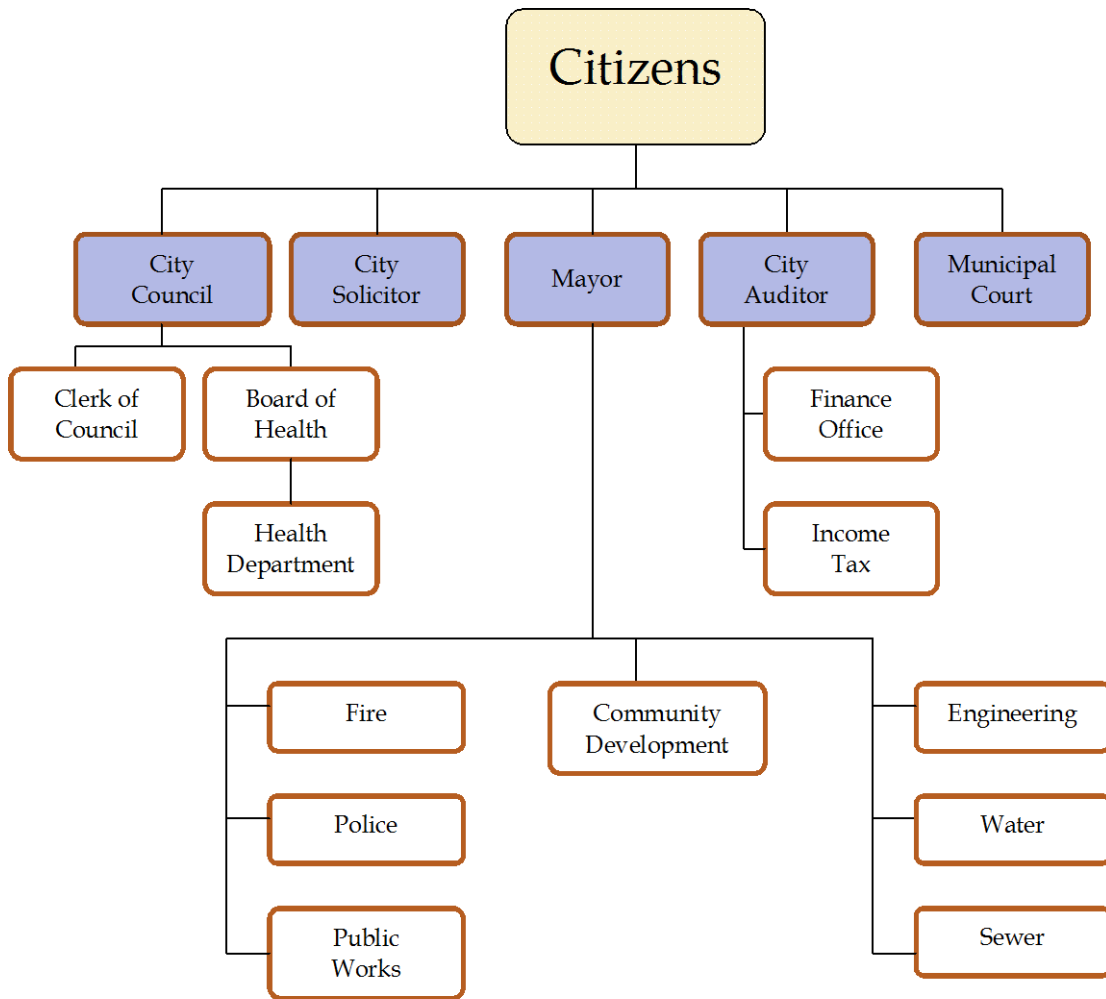 Citizens
City
Council
City
Solicitor
Mayor
City
Auditor
Municipal
Court
Clerk of
Council
Board of
Health
Finance
Office
Health
Department
Income
Tax
Fire
Community
Development
Engineering
Police
Water
Public
Works
Sewer